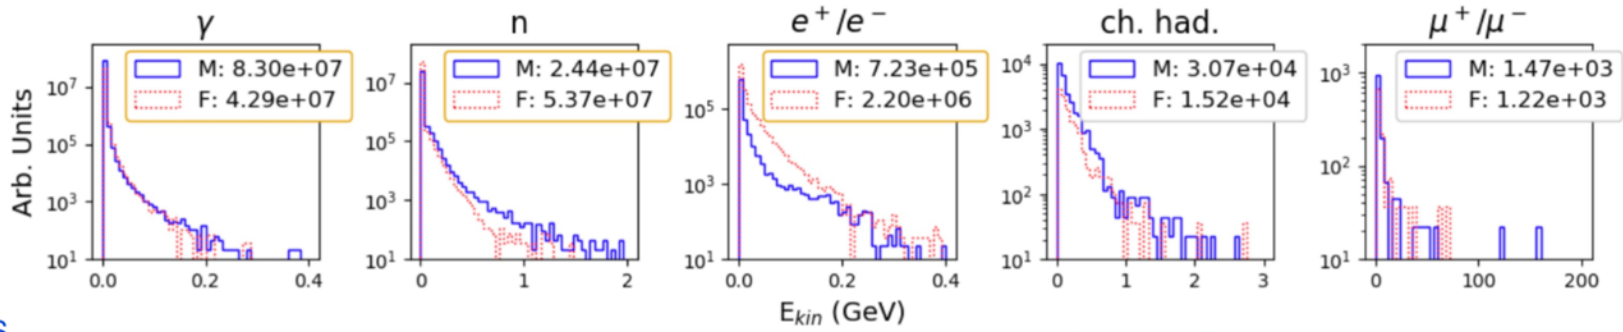 γ
M: 8.30e+07
F: 4.29e+07
n
M: 2.44e+07
F: 5.37e+07
e⁺/e⁻
M: 7.23e+05
F: 2.20e+06
ch. had.
M: 3.07e+04
F: 1.52e+04
μ⁺/μ⁻
M: 1.47e+03
F: 1.22e+03
Arb. Units
10⁷
10⁵
10³
10¹
0.0 0.2 0.4
10⁷
10⁵
10³
10¹
0 1 2
10⁵
10³
10¹
0.0 0.2 0.4
10⁴
10³
10²
10¹
0 1 2 3
10³
10²
10¹
0 100 200
E_kin (GeV)